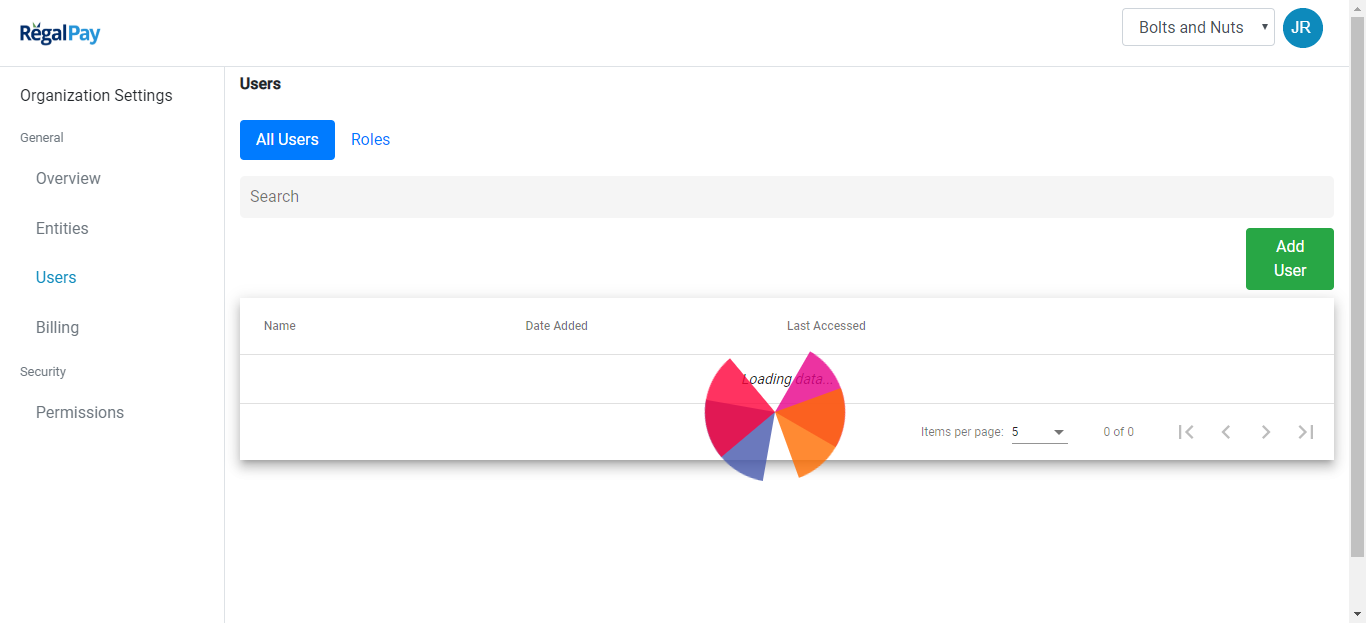 RegalPay
Bolts and Nuts
JR
Organization Settings
General
Overview
Entities
Users
Billing
Security
Permissions
Users
All Users
Roles
Search
Add
User
Name Date Added Last Accessed
Loading data...
Items per page: 5 0 of 0